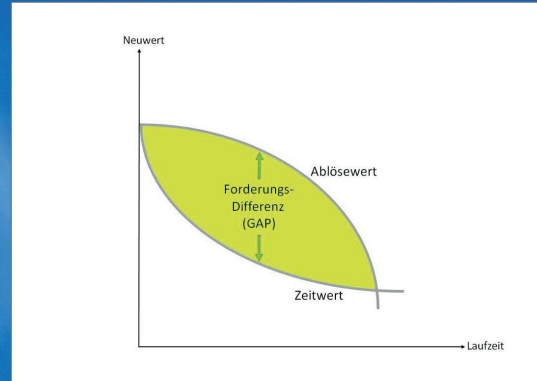 Neuwert
Ablösewert
Forderungs-
Differenz
(GAP)
Zeitwert
Laufzeit